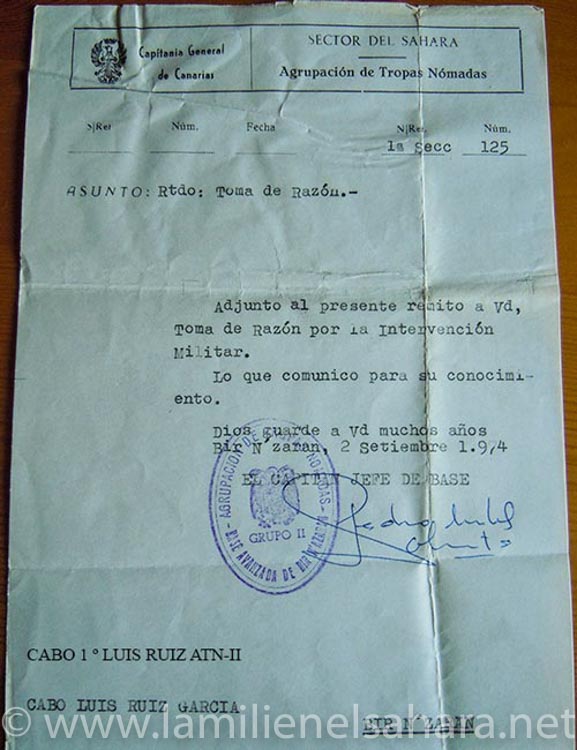 Capitanía General
de Canarias
SECTOR DEL SAHARA
Agrupación de Tropas Nómadas
S/Ref
Núm.
Fecha
N/Ref.
Núm.
1a Secc
125
ASUNTO: Rtdo: Toma de Razón.-
Adjunto al presente remito a Vd,
Toma de Razón por la Intervención
Militar.
Lo que comunico para su conocimi-
ento.
Dios guarde a Vd muchos años
Bir N'zaran, 2 Setiembre 1.974
EL CAPITAN JEFE DE BASE
AGRUPACION DE TROPAS NOMADAS
GRUPO II
BASE AVANZADA DE BIR N'ZARAN
Pedro
CABO 1 º LUIS RUIZ ATN-II
CABO LUIS RUIZ GARCIA
BIR N'ZARAN
© www.lamilienelsahara.net